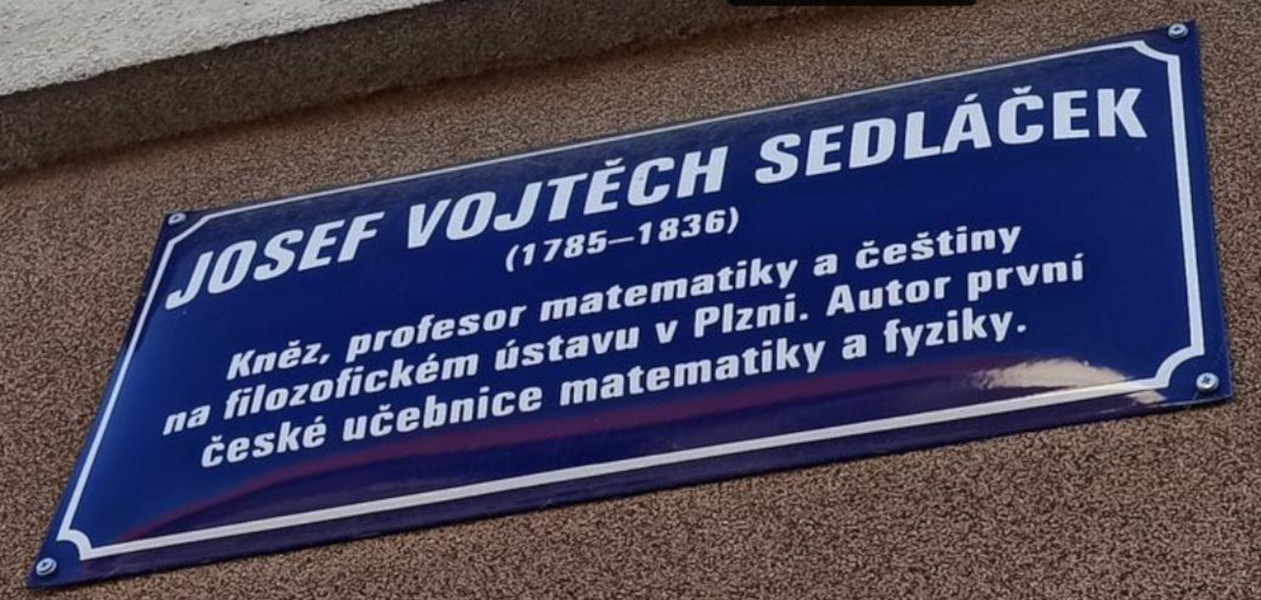 JOSEF VOJTĚCH SEDLÁČEK
(1785–1836)
Kněz, profesor matematiky a češtiny
na filozofickém ústavu v Plzni. Autor první
české učebnice matematiky a fyziky.